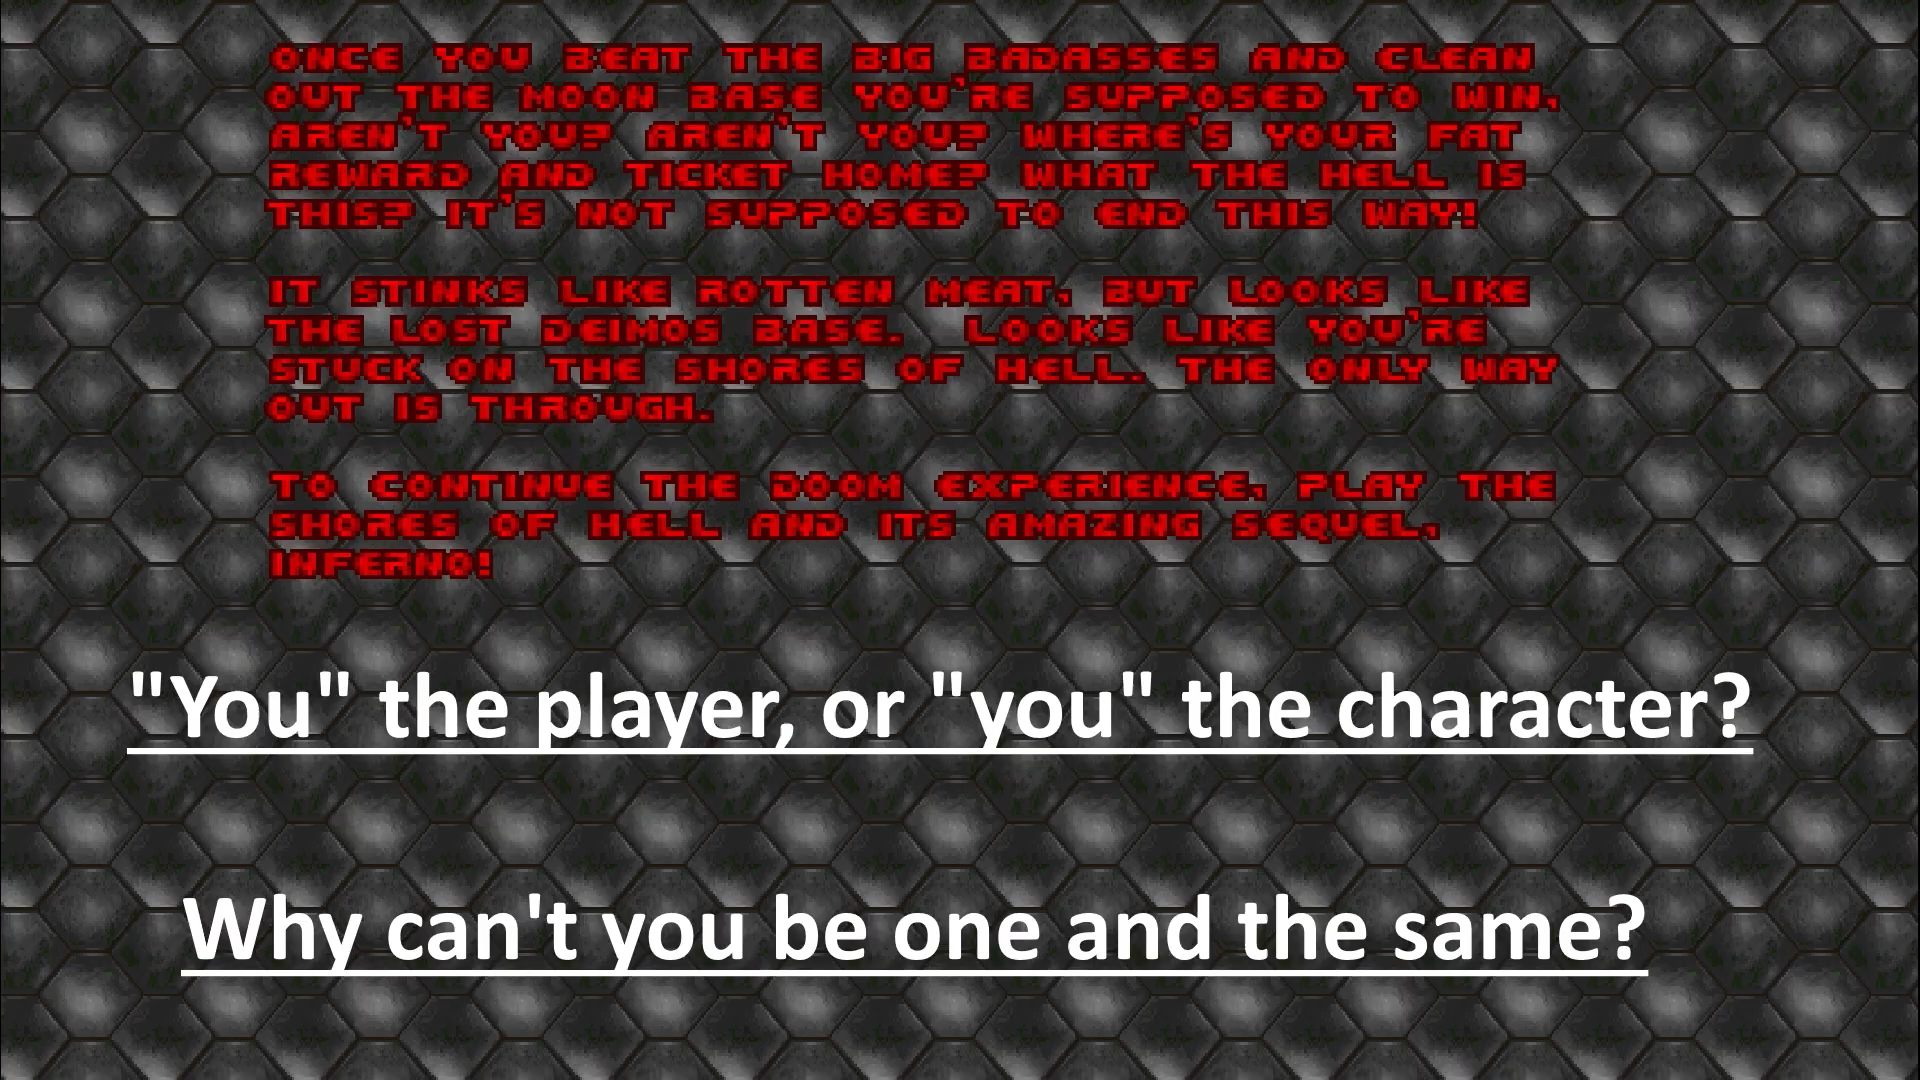 ONCE YOU BEAT THE BIG BADASSES AND CLEAN
OUT THE MOON BASE YOU'RE SUPPOSED TO WIN,
AREN'T YOU? AREN'T YOU? WHERE'S YOUR FAT
REWARD AND TICKET HOME? WHAT THE HELL IS
THIS? IT'S NOT SUPPOSED TO END THIS WAY!
IT STINKS LIKE ROTTEN MEAT, BUT LOOKS LIKE
THE LOST DEIMOS BASE. LOOKS LIKE YOU'RE
STUCK ON THE SHORES OF HELL. THE ONLY WAY
OUT IS THROUGH.
TO CONTINUE THE DOOM EXPERIENCE, PLAY THE
SHORES OF HELL AND ITS AMAZING SEQUEL,
INFERNO!
"You" the player, or "you" the character?
Why can't you be one and the same?